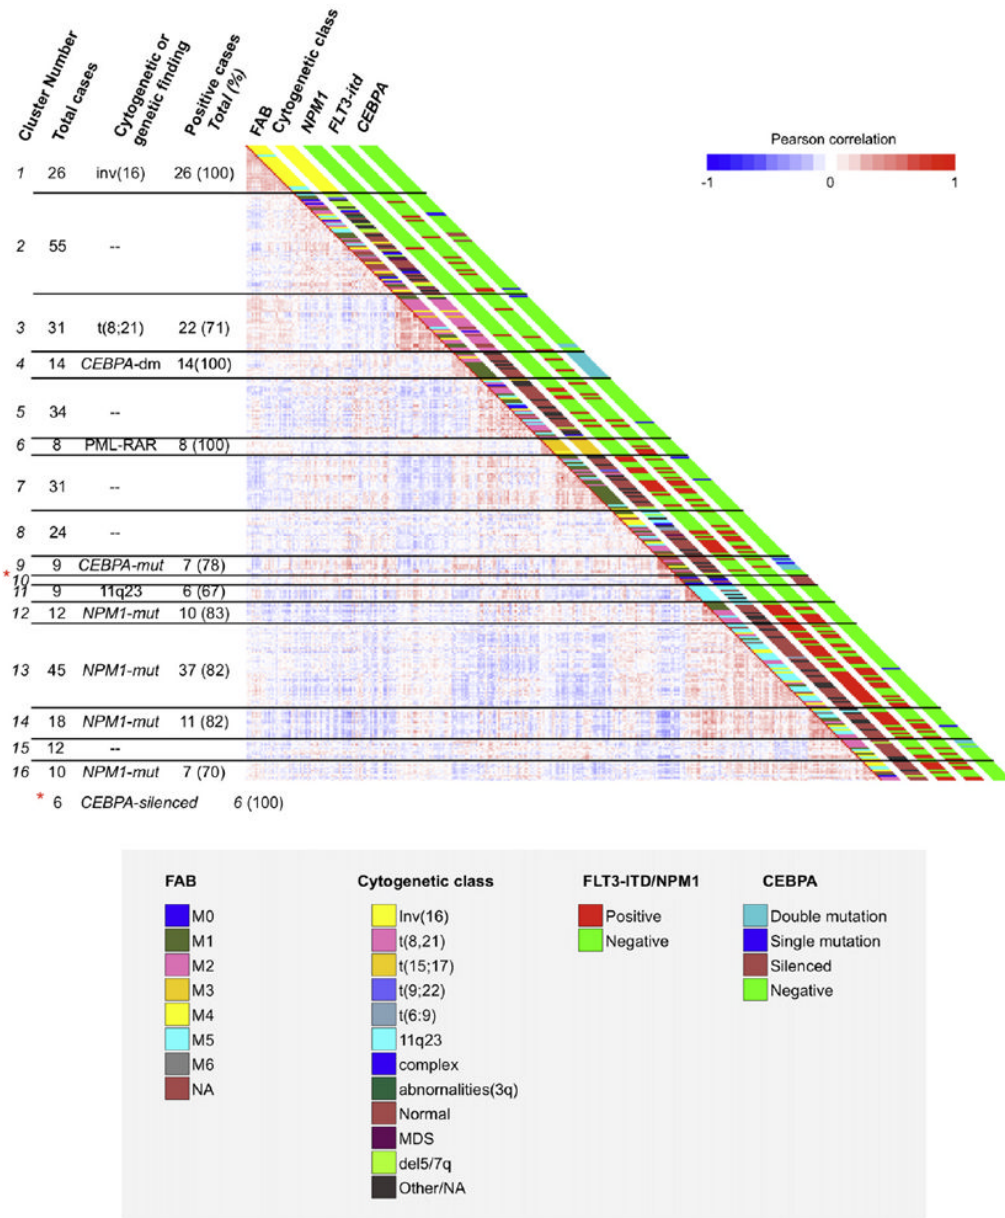 Cluster Number
Total cases
Cytogenetic or
genetic finding
Positive cases
Total (%)
FAB
Cytogenetic class
NPM1
FLT3-itd
CEBPA
Pearson correlation
-1 0 1
1 26 inv(16) 26 (100)
2 55 --
3 31 t(8;21) 22 (71)
4 14 CEBPA-dm 14(100)
5 34 --
6 8 PML-RAR 8 (100)
7 31 --
8 24 --
9 9 CEBPA-mut 7 (78)
* 10
11 9 11q23 6 (67)
12 12 NPM1-mut 10 (83)
13 45 NPM1-mut 37 (82)
14 18 NPM1-mut 11 (82)
15 12 --
16 10 NPM1-mut 7 (70)
* 6 CEBPA-silenced 6 (100)
FAB
M0
M1
M2
M3
M4
M5
M6
NA
Cytogenetic class
Inv(16)
t(8,21)
t(15;17)
t(9;22)
t(6:9)
11q23
complex
abnormalities(3q)
Normal
MDS
del5/7q
Other/NA
FLT3-ITD/NPM1
Positive
Negative
CEBPA
Double mutation
Single mutation
Silenced
Negative